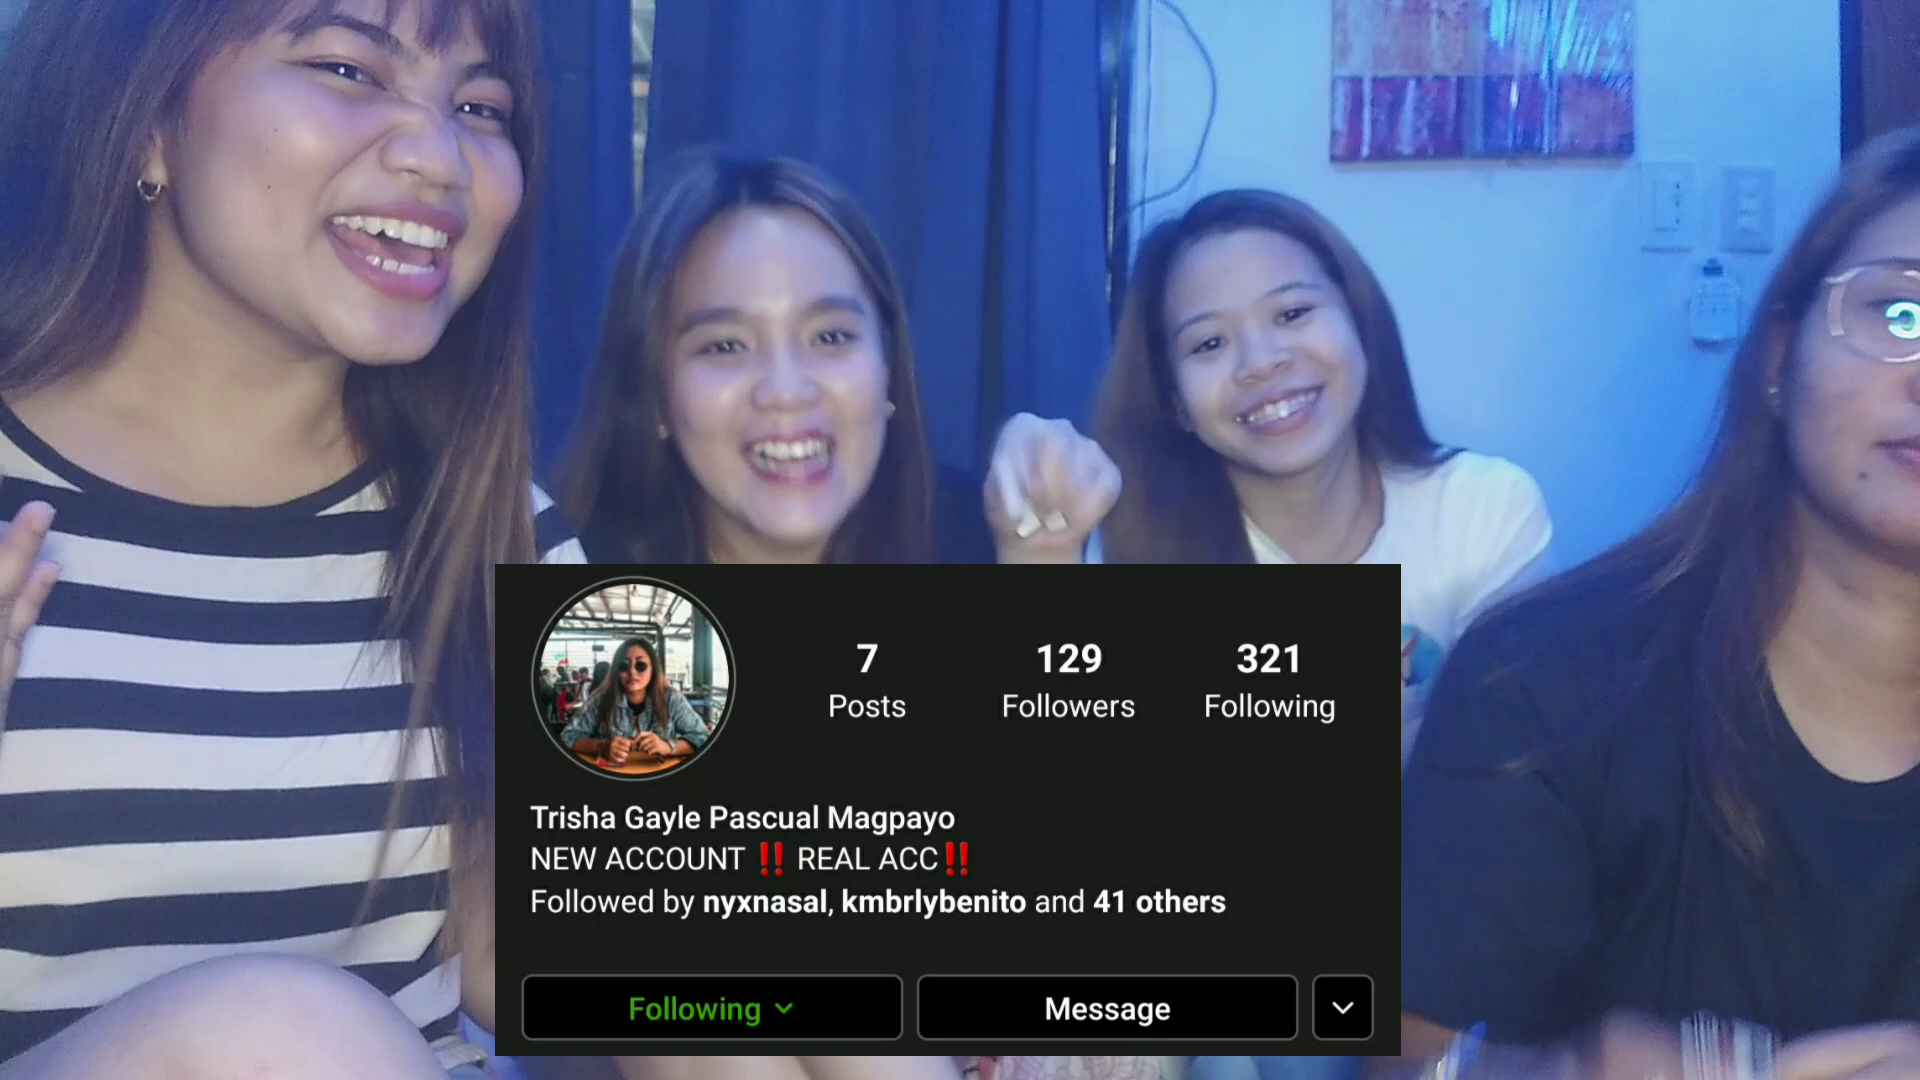 7 129 321
Posts Followers Following
Trisha Gayle Pascual Magpayo
NEW ACCOUNT ‼️ REAL ACC‼️
Followed by nyxnasal, kmbrlybenito and 41 others
Following Message